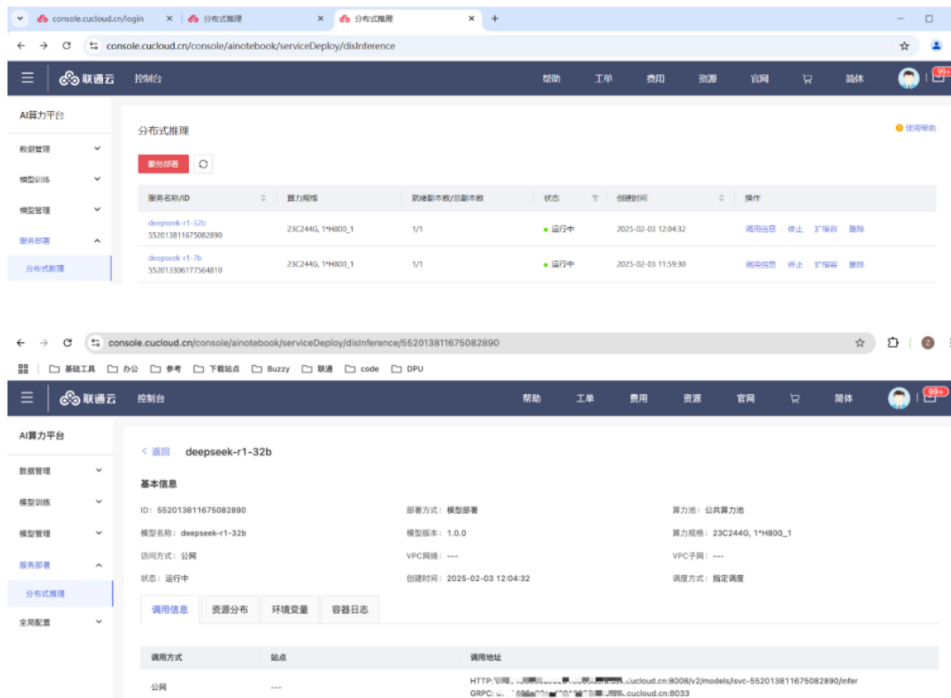 console.cucloud.cn/login
分布式推理
分布式推理
console.cucloud.cn/console/ainotebook/serviceDeploy/disInference
联通云 控制台 帮助 工单 费用 资源 官网 简体 99+
AI算力平台
数据管理
模型训练
模型管理
服务部署
分布式推理
分布式推理 使用帮助
服务部署
服务名称/ID 算力规格 就绪副本数/总副本数 状态 创建时间 操作
deepseek-r1-32b
552013811675082890 23C244G, 1*H800_1 1/1 运行中 2025-02-03 12:04:32 调用信息 停止 扩缩容 删除
deepseek-r1-7b
552013306177564810 23C244G, 1*H800_1 1/1 运行中 2025-02-03 11:59:30 调用信息 停止 扩缩容 删除
console.cucloud.cn/console/ainotebook/serviceDeploy/disInference/552013811675082890
基础工具 办公 参考 下载站点 Buzzy 联通 code DPU
联通云 控制台 帮助 工单 费用 资源 官网 简体 99+
AI算力平台
数据管理
模型训练
模型管理
服务部署
分布式推理
全局配置
返回 deepseek-r1-32b
基本信息
ID: 552013811675082890 部署方式: 模型部署 算力池: 公共算力池
模型名称: deepseek-r1-32b 模型版本: 1.0.0 算力规格: 23C244G, 1*H800_1
访问方式: 公网 VPC网络: --- VPC子网: ---
状态: 运行中 创建时间: 2025-02-03 12:04:32 调度方式: 指定调度
调用信息 资源分布 环境变量 容器日志
调用方式 站点 调用地址
公网 --- HTTP: .cucloud.cn:8008/v2/models/isvc-552013811675082890/infer
GRPC: .cucloud.cn:8033